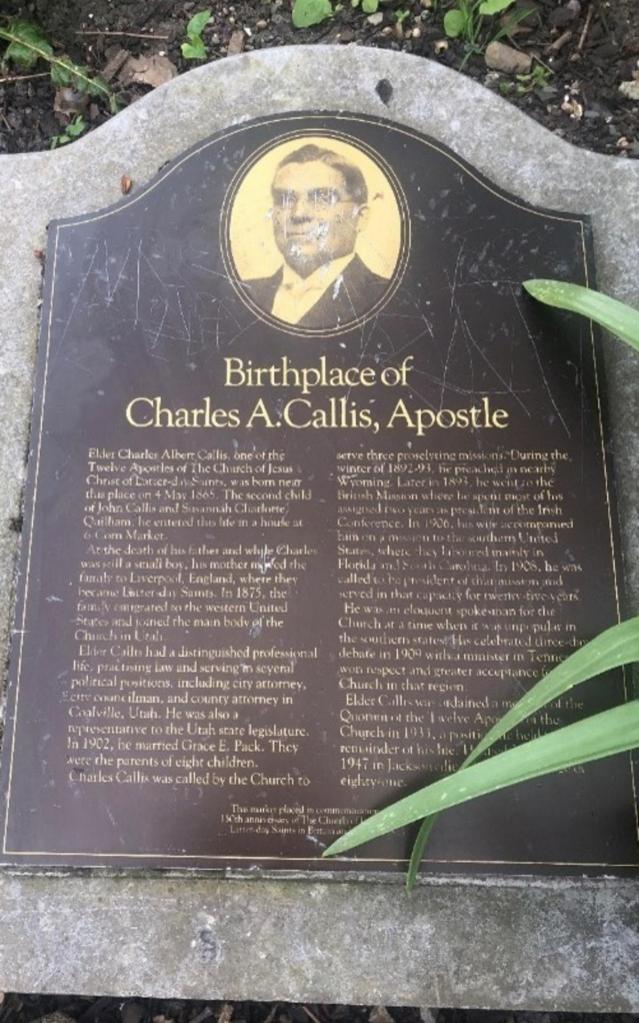 Birthplace of
Charles A. Callis, Apostle
Elder Charles Albert Callis, one of the
Twelve Apostles of The Church of Jesus
Christ of Latter-day Saints, was born near
this place on 4 May 1865. The second child
of John Callis and Susannah Charlotte
Quillham, he entered this life in a house at
6 Corn Market.
At the death of his father and while Charles
was still a small boy, his mother moved the
family to Liverpool, England, where they
became Latter-day Saints. In 1875, the
family emigrated to the western United
States and joined the main body of the
Church in Utah.
Elder Callis had a distinguished professional
life, practising law and serving in several
political positions, including city attorney,
city councilman, and county attorney in
Coalville, Utah. He was also a
representative to the Utah state legislature.
In 1902, he married Grace E. Pack. They
were the parents of eight children.
Charles Callis was called by the Church to
serve three proselyting missions. During the
winter of 1892-93, he preached in nearby
Wyoming. Later in 1893, he went to the
British Mission where he spent most of his
assigned two years as president of the Irish
Conference. In 1906, his wife accompanied
him on a mission to the southern United
States, where they laboured mainly in
Florida and South Carolina. In 1908, he was
called to be president of that mission and
served in that capacity for twenty-five years.
He was an eloquent spokesman for the
Church at a time when it was unpopular in
the southern states. His celebrated three-day
debate in 1909 with a minister in
won respect and greater acceptance
Church in that region.
Elder Callis was ordained a of the
Quorum of the Twelve of the
Church in 1933, a he held
remainder of his life. He
1947 in
eighty-one.
This marker placed in commemoration
150th anniversary of The Church of
Latter-day Saints in Britain